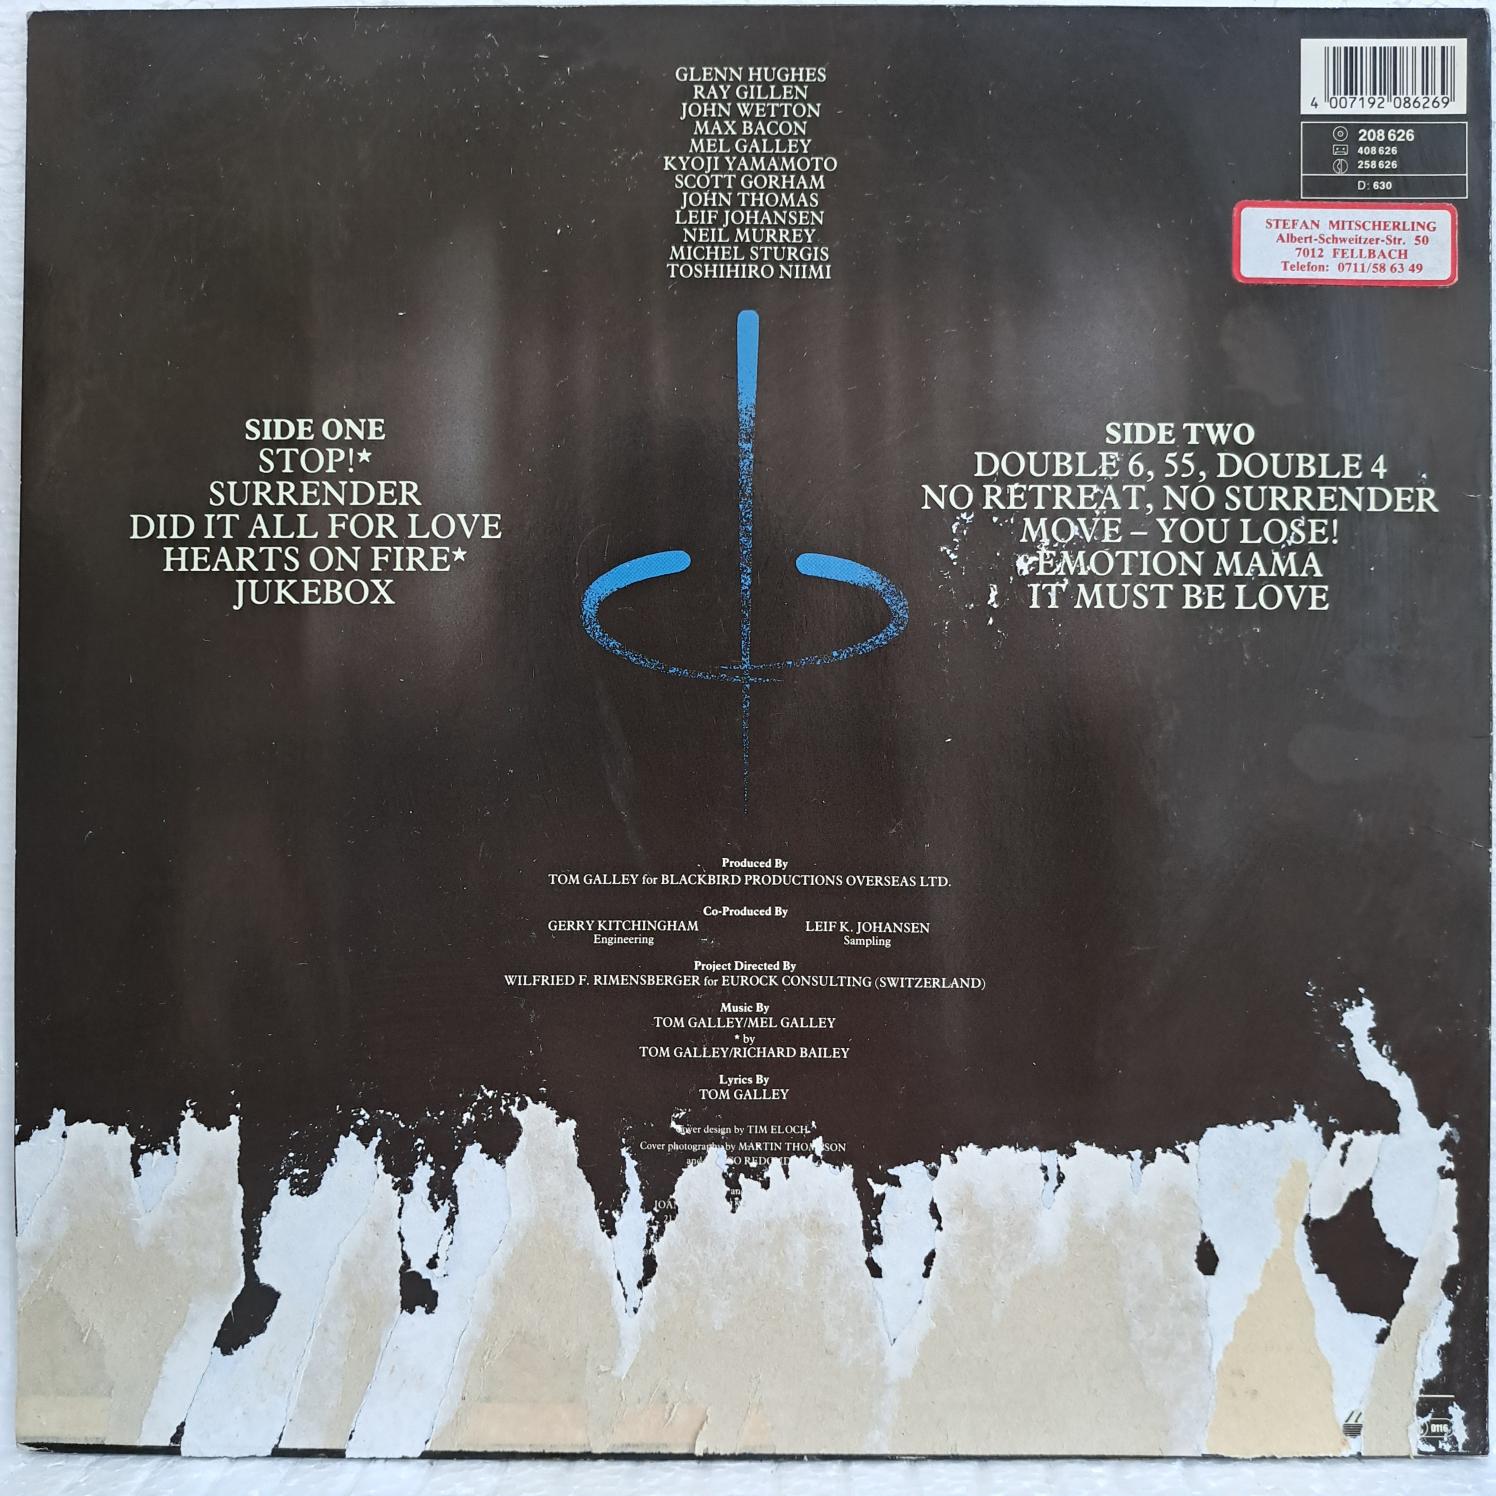 GLENN HUGHES
RAY GILLEN
JOHN WETTON
MAX BACON
MEL GALLEY
KYOJI YAMAMOTO
SCOTT GORHAM
JOHN THOMAS
LEIF JOHANSEN
NEIL MURREY
MICHEL STURGIS
TOSHIHIRO NIIMI
4 007192 086269
208 626
408 626
258 626
D: 630
STEFAN MITSCHERLING
Albert-Schweitzer-Str. 50
7012 FELLBACH
Telefon: 0711/58 63 49
SIDE ONE
STOP!*
SURRENDER
DID IT ALL FOR LOVE
HEARTS ON FIRE*
JUKEBOX
SIDE TWO
DOUBLE 6, 55, DOUBLE 4
NO RETREAT, NO SURRENDER
MOVE – YOU LOSE!
EMOTION MAMA
IT MUST BE LOVE
Produced By
TOM GALLEY for BLACKBIRD PRODUCTIONS OVERSEAS LTD.
Co-Produced By
GERRY KITCHINGHAM LEIF K. JOHANSEN
Engineering Sampling
Project Directed By
WILFRIED F. RIMENSBERGER for EUROCK CONSULTING (SWITZERLAND)
Music By
TOM GALLEY/MEL GALLEY
* by
TOM GALLEY/RICHARD BAILEY
Lyrics By
TOM GALLEY
Cover design by TIM ELOCH
Cover photography by MARTIN
and
0116